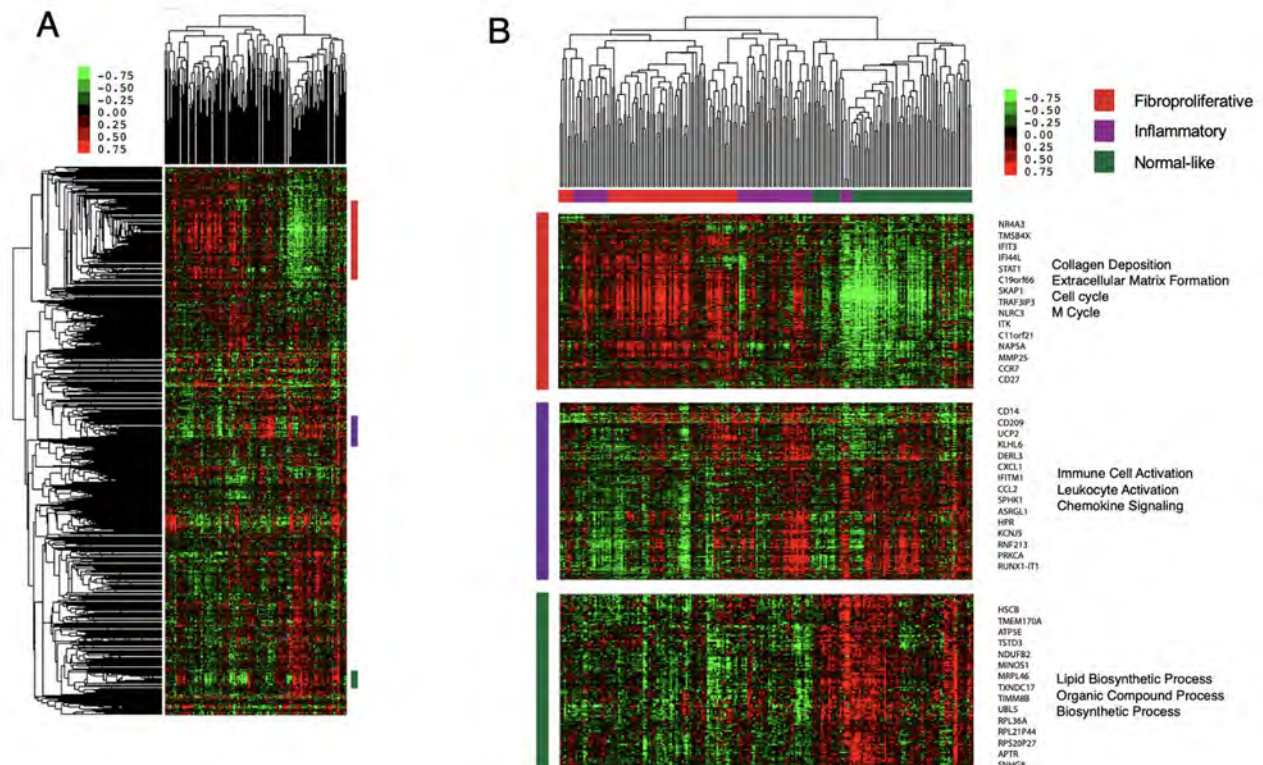 A
-0.75
-0.50
-0.25
0.00
0.25
0.50
0.75
B
-0.75
-0.50
-0.25
0.00
0.25
0.50
0.75
Fibroproliferative
Inflammatory
Normal-like
NR4A3
TMSB4X
IFIT3
IFI44L
STAT1
C19orf66
SKAP1
TRAF3IP3
NLRC3
ITK
C11orf21
NAPSA
MMP25
CCR7
CD27
Collagen Deposition
Extracellular Matrix Formation
Cell cycle
M Cycle
CD14
CD209
UCP2
KLHL6
DERL3
CXCL1
IFITM1
CCL2
SPHK1
ASRGL1
HPR
KCNJ5
RNF213
PRKCA
RUNX1-IT1
Immune Cell Activation
Leukocyte Activation
Chemokine Signaling
HSCB
TMEM170A
ATP5E
TSTD3
NDUFB2
MINOS1
MRPL46
TXNDC17
TIMM8B
UBL5
RPL36A
RPL21P44
RPS20P27
APTR
Lipid Biosynthetic Process
Organic Compound Process
Biosynthetic Process